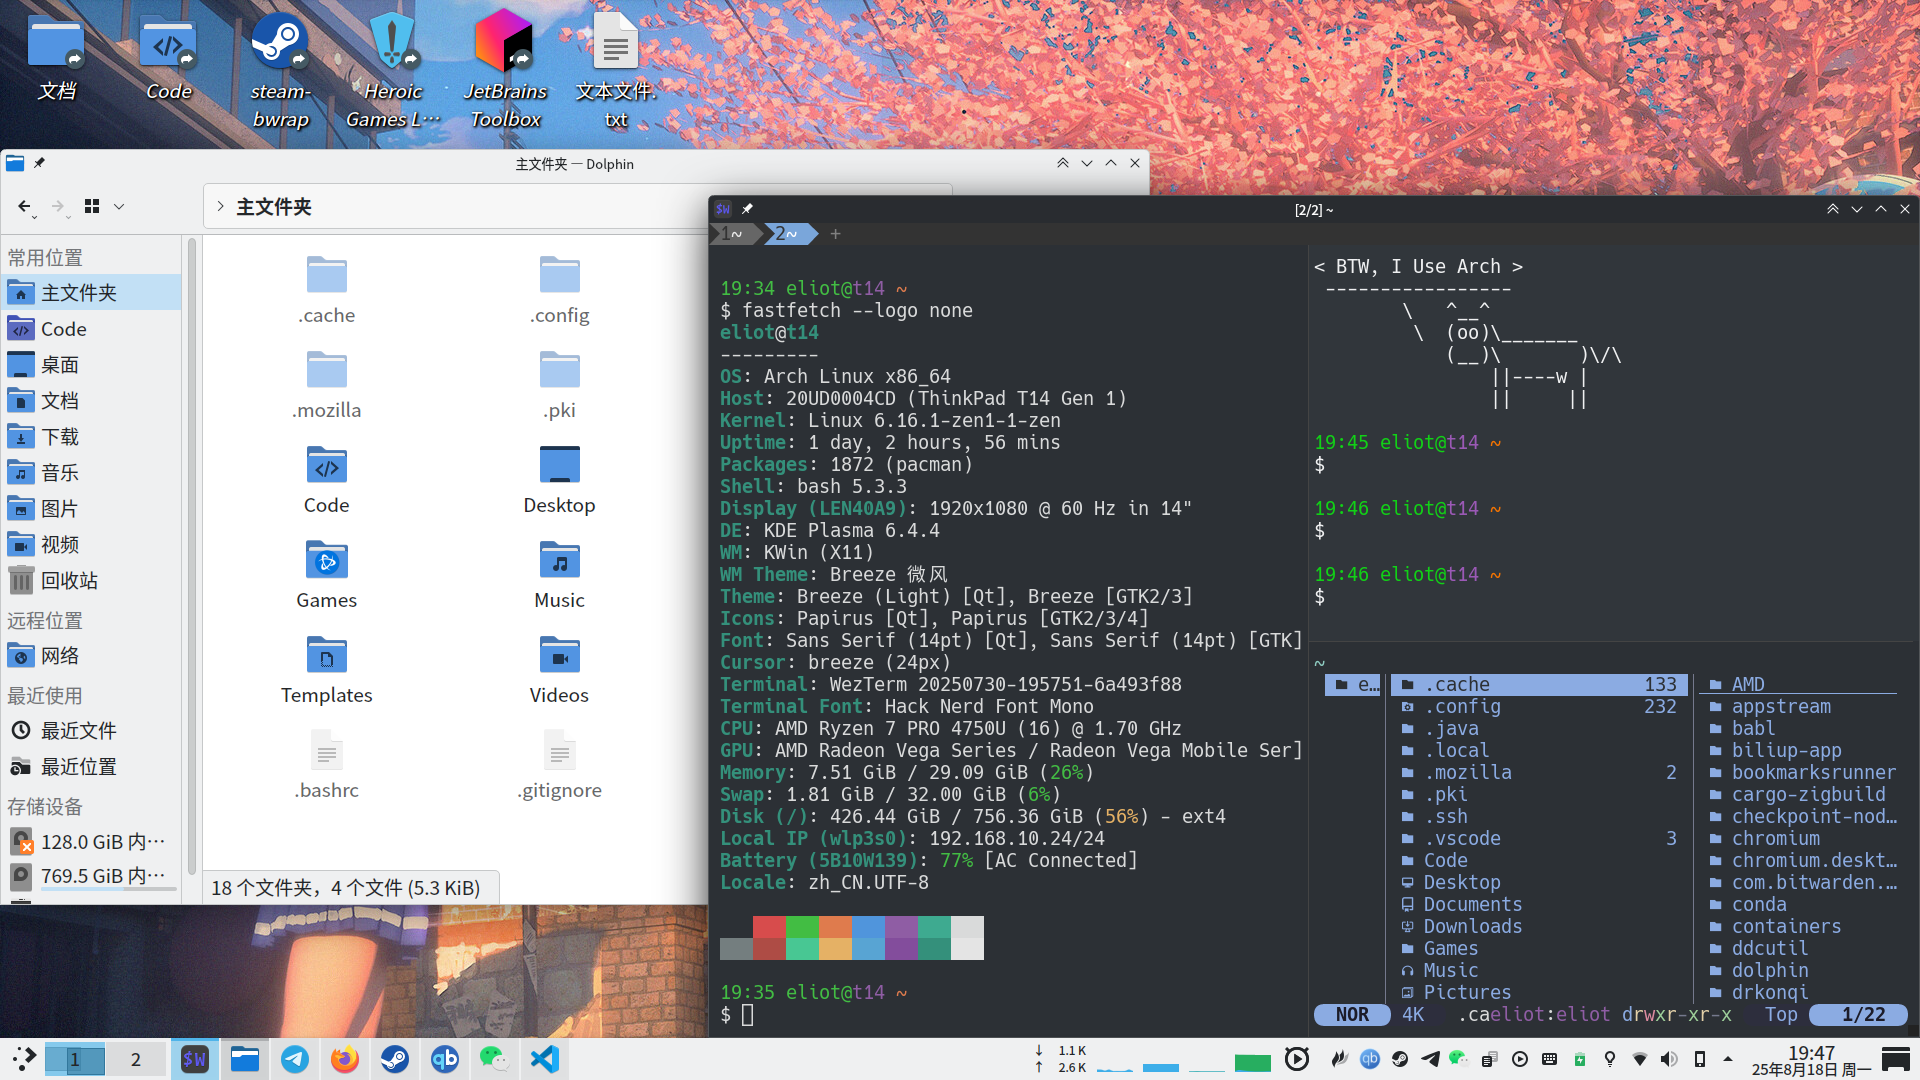 文档
Code
steam-
bwrap
Heroic
Games L…
JetBrains
Toolbox
文本文件.
txt
主文件夹 — Dolphin
主文件夹
常用位置
主文件夹
Code
桌面
文档
下载
音乐
图片
视频
回收站
远程位置
网络
最近使用
最近文件
最近位置
存储设备
128.0 GiB 内…
769.5 GiB 内…
.cache
.config
.mozilla
.pki
Code
Desktop
Games
Music
Templates
Videos
.bashrc
.gitignore
18 个文件夹，4 个文件 (5.3 KiB)
[2/2] ~
1 ~
2 ~
+
19:34 eliot@t14 ~
$ fastfetch --logo none
eliot@t14
---------
OS: Arch Linux x86_64
Host: 20UD0004CD (ThinkPad T14 Gen 1)
Kernel: Linux 6.16.1-zen1-1-zen
Uptime: 1 day, 2 hours, 56 mins
Packages: 1872 (pacman)
Shell: bash 5.3.3
Display (LEN40A9): 1920x1080 @ 60 Hz in 14"
DE: KDE Plasma 6.4.4
WM: KWin (X11)
WM Theme: Breeze 微风
Theme: Breeze (Light) [Qt], Breeze [GTK2/3]
Icons: Papirus [Qt], Papirus [GTK2/3/4]
Font: Sans Serif (14pt) [Qt], Sans Serif (14pt) [GTK]
Cursor: breeze (24px)
Terminal: WezTerm 20250730-195751-6a493f88
Terminal Font: Hack Nerd Font Mono
CPU: AMD Ryzen 7 PRO 4750U (16) @ 1.70 GHz
GPU: AMD Radeon Vega Series / Radeon Vega Mobile Ser]
Memory: 7.51 GiB / 29.09 GiB (26%)
Swap: 1.81 GiB / 32.00 GiB (6%)
Disk (/): 426.44 GiB / 756.36 GiB (56%) - ext4
Local IP (wlp3s0): 192.168.10.24/24
Battery (5B10W139): 77% [AC Connected]
Locale: zh_CN.UTF-8
19:35 eliot@t14 ~
$
< BTW, I Use Arch >
 -----------------
        \   ^__^
         \  (oo)\_______
            (__)\       )\/\
                ||----w |
                ||     ||
19:45 eliot@t14 ~
$
19:46 eliot@t14 ~
$
19:46 eliot@t14 ~
$
~
e…
.cache 133
.config 232
.java
.local
.mozilla 2
.pki
.ssh
.vscode 3
Code
Desktop
Documents
Downloads
Games
Music
Pictures
AMD
appstream
babl
biliup-app
bookmarksrunner
cargo-zigbuild
checkpoint-nod…
chromium
chromium.deskt…
com.bitwarden.…
conda
containers
ddcutil
dolphin
drkonqi
NOR 4K .caeliot:eliot drwxr-xr-x Top 1/22
1
2
$W
qb
↓ 1.1 K
↑ 2.6 K
qb
19:47
25年8月18日 周一